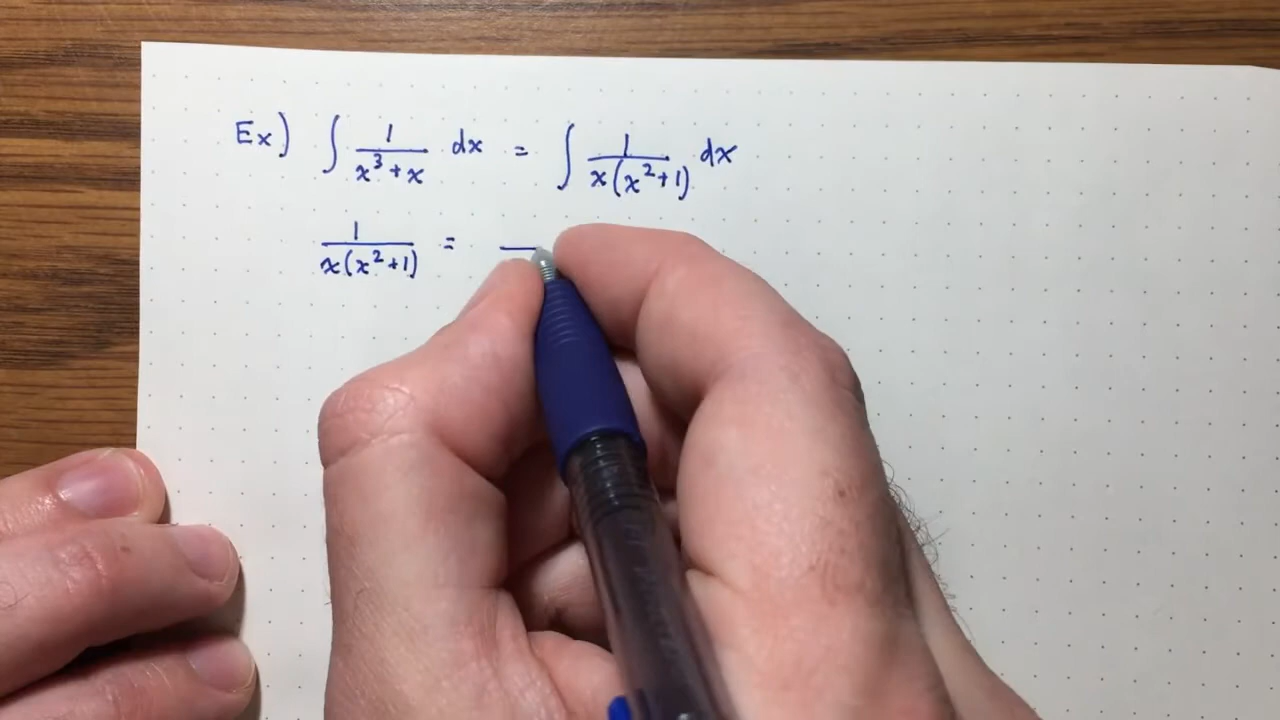 Ex) ∫ 1/(x³ + x) dx = ∫ 1/(x(x² + 1)) dx
1/(x(x² + 1)) =